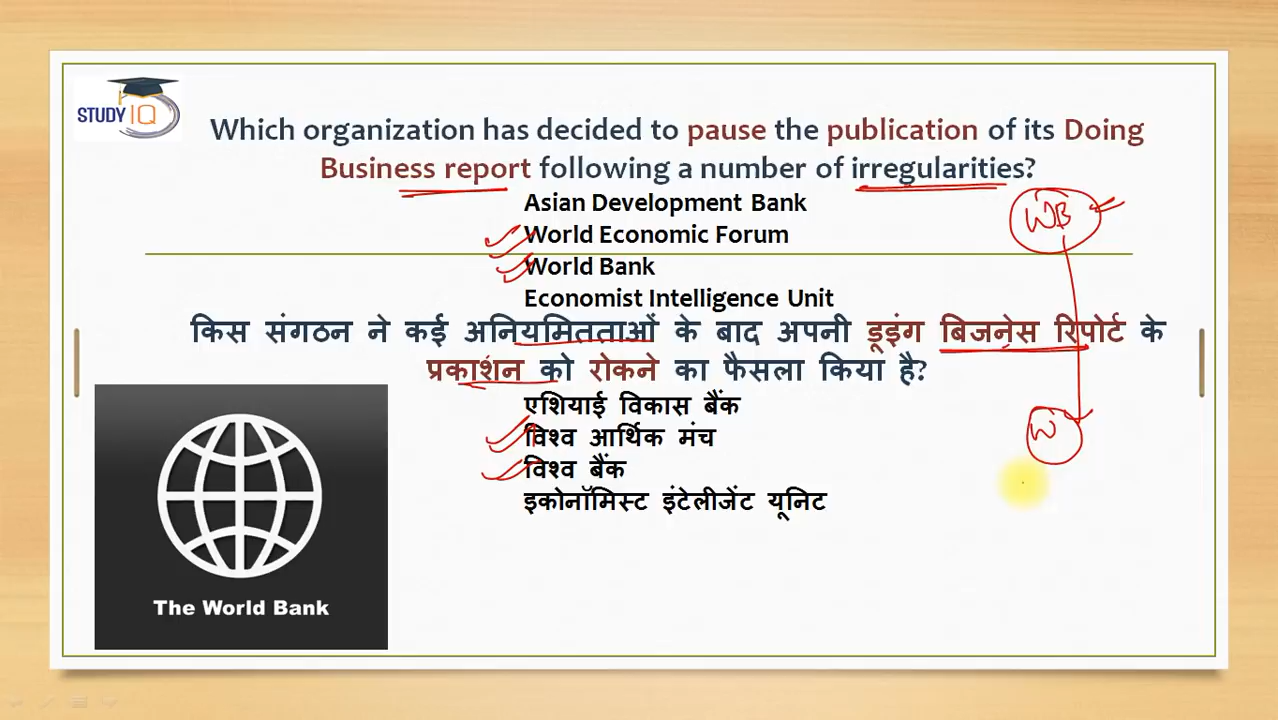 STUDY IQ
Which organization has decided to pause the publication of its Doing
Business report following a number of irregularities?
Asian Development Bank
World Economic Forum
World Bank
Economist Intelligence Unit
WB
किस संगठन ने कई अनियमितताओं के बाद अपनी डूइंग बिजनेस रिपोर्ट के
प्रकाशन को रोकने का फैसला किया है?
एशियाई विकास बैंक
विश्व आर्थिक मंच
विश्व बैंक
इकोनॉमिस्ट इंटेलीजेंट यूनिट
W
The World Bank